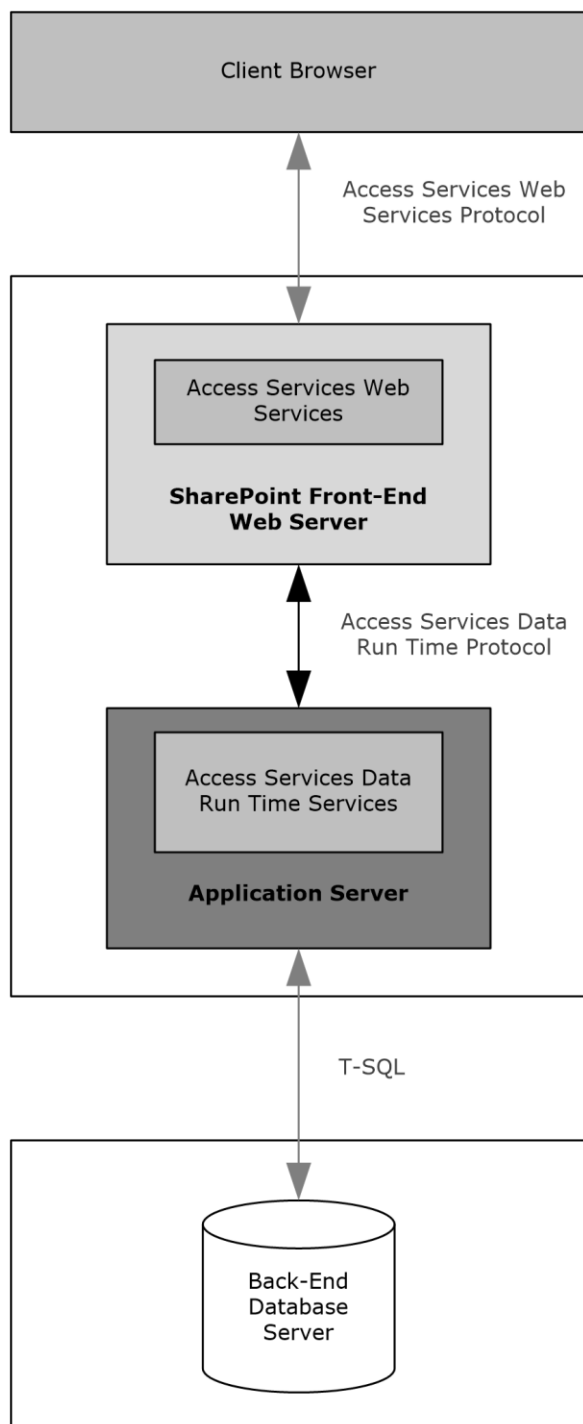 Client Browser
Access Services Web
Services Protocol
Access Services Web
Services
SharePoint Front-End
Web Server
Access Services Data
Run Time Protocol
Access Services Data
Run Time Services
Application Server
T-SQL
Back-End
Database
Server